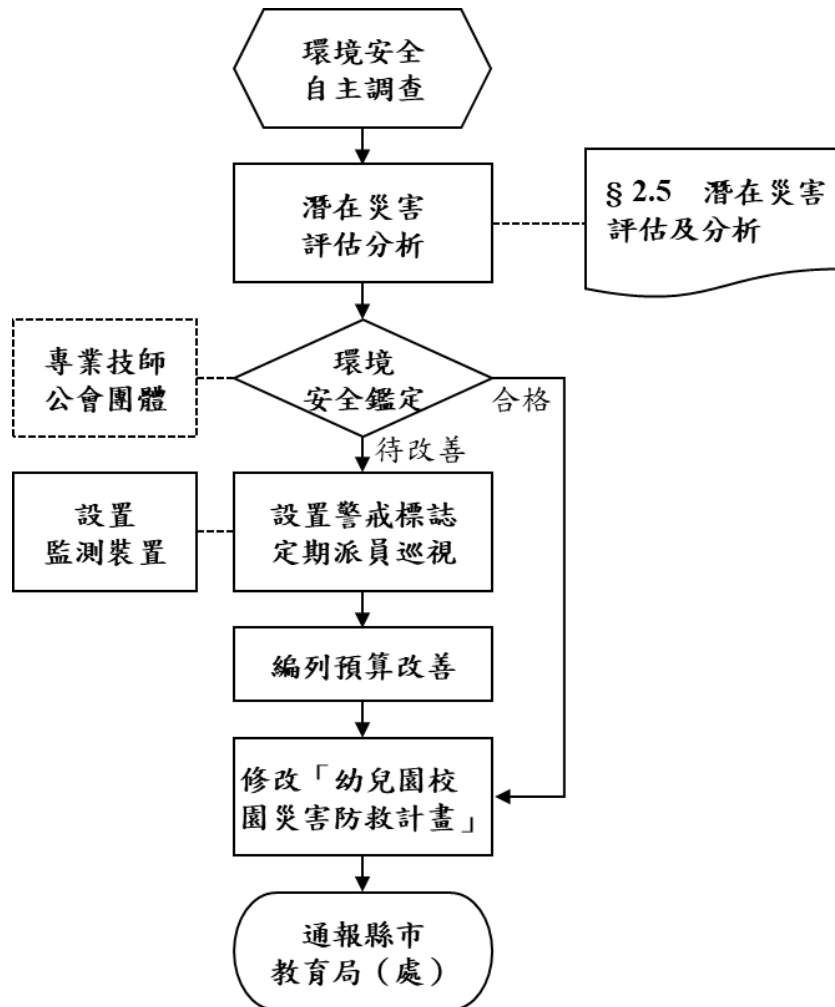 環境安全
自主調查
潛在災害
評估分析
§ 2.5 潛在災害
評估及分析
專業技師
公會團體
環境
安全鑑定
合格
待改善
設置
監測裝置
設置警戒標誌
定期派員巡視
編列預算改善
修改「幼兒園校
園災害防救計畫」
通報縣市
教育局（處）